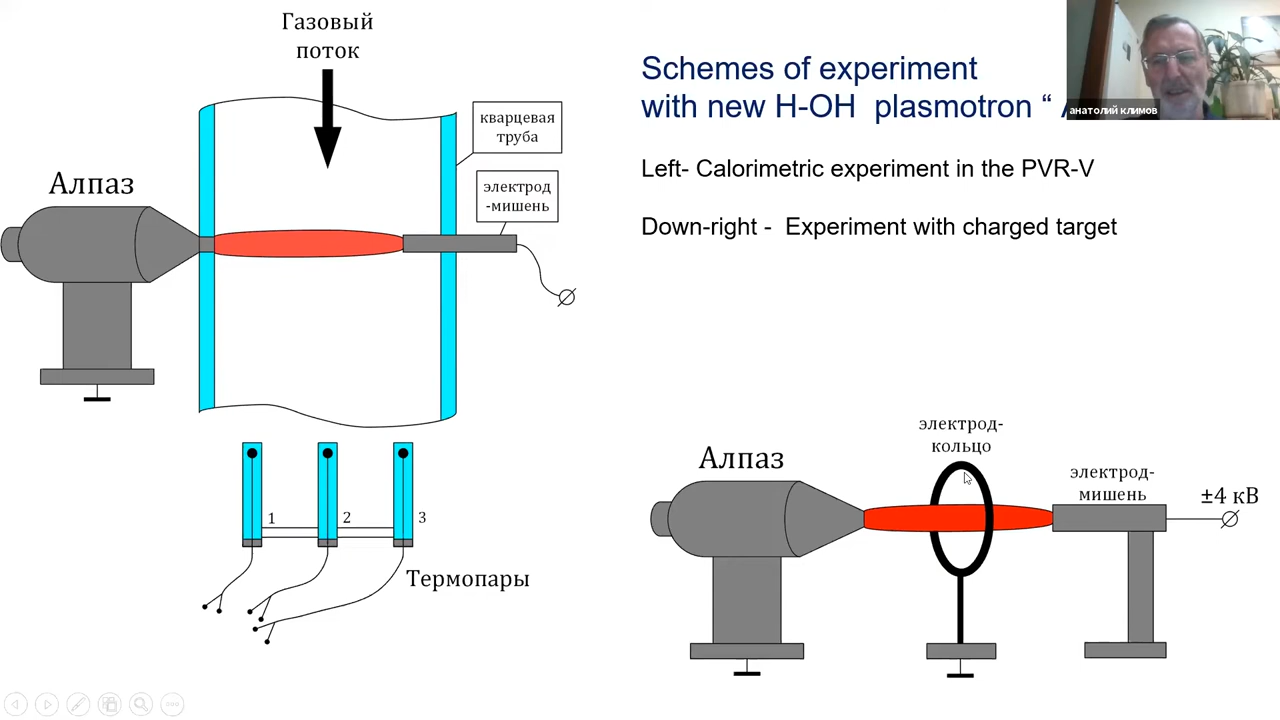 Газовый
поток
кварцевая
труба
электрод
-мишень
Алпаз
1
2
3
Термопары
Schemes of experiment
with new H-OH plasmotron “
Left- Calorimetric experiment in the PVR-V
Down-right - Experiment with charged target
анатолий климов
электрод-
кольцо
Алпаз
электрод-
мишень
±4 кВ